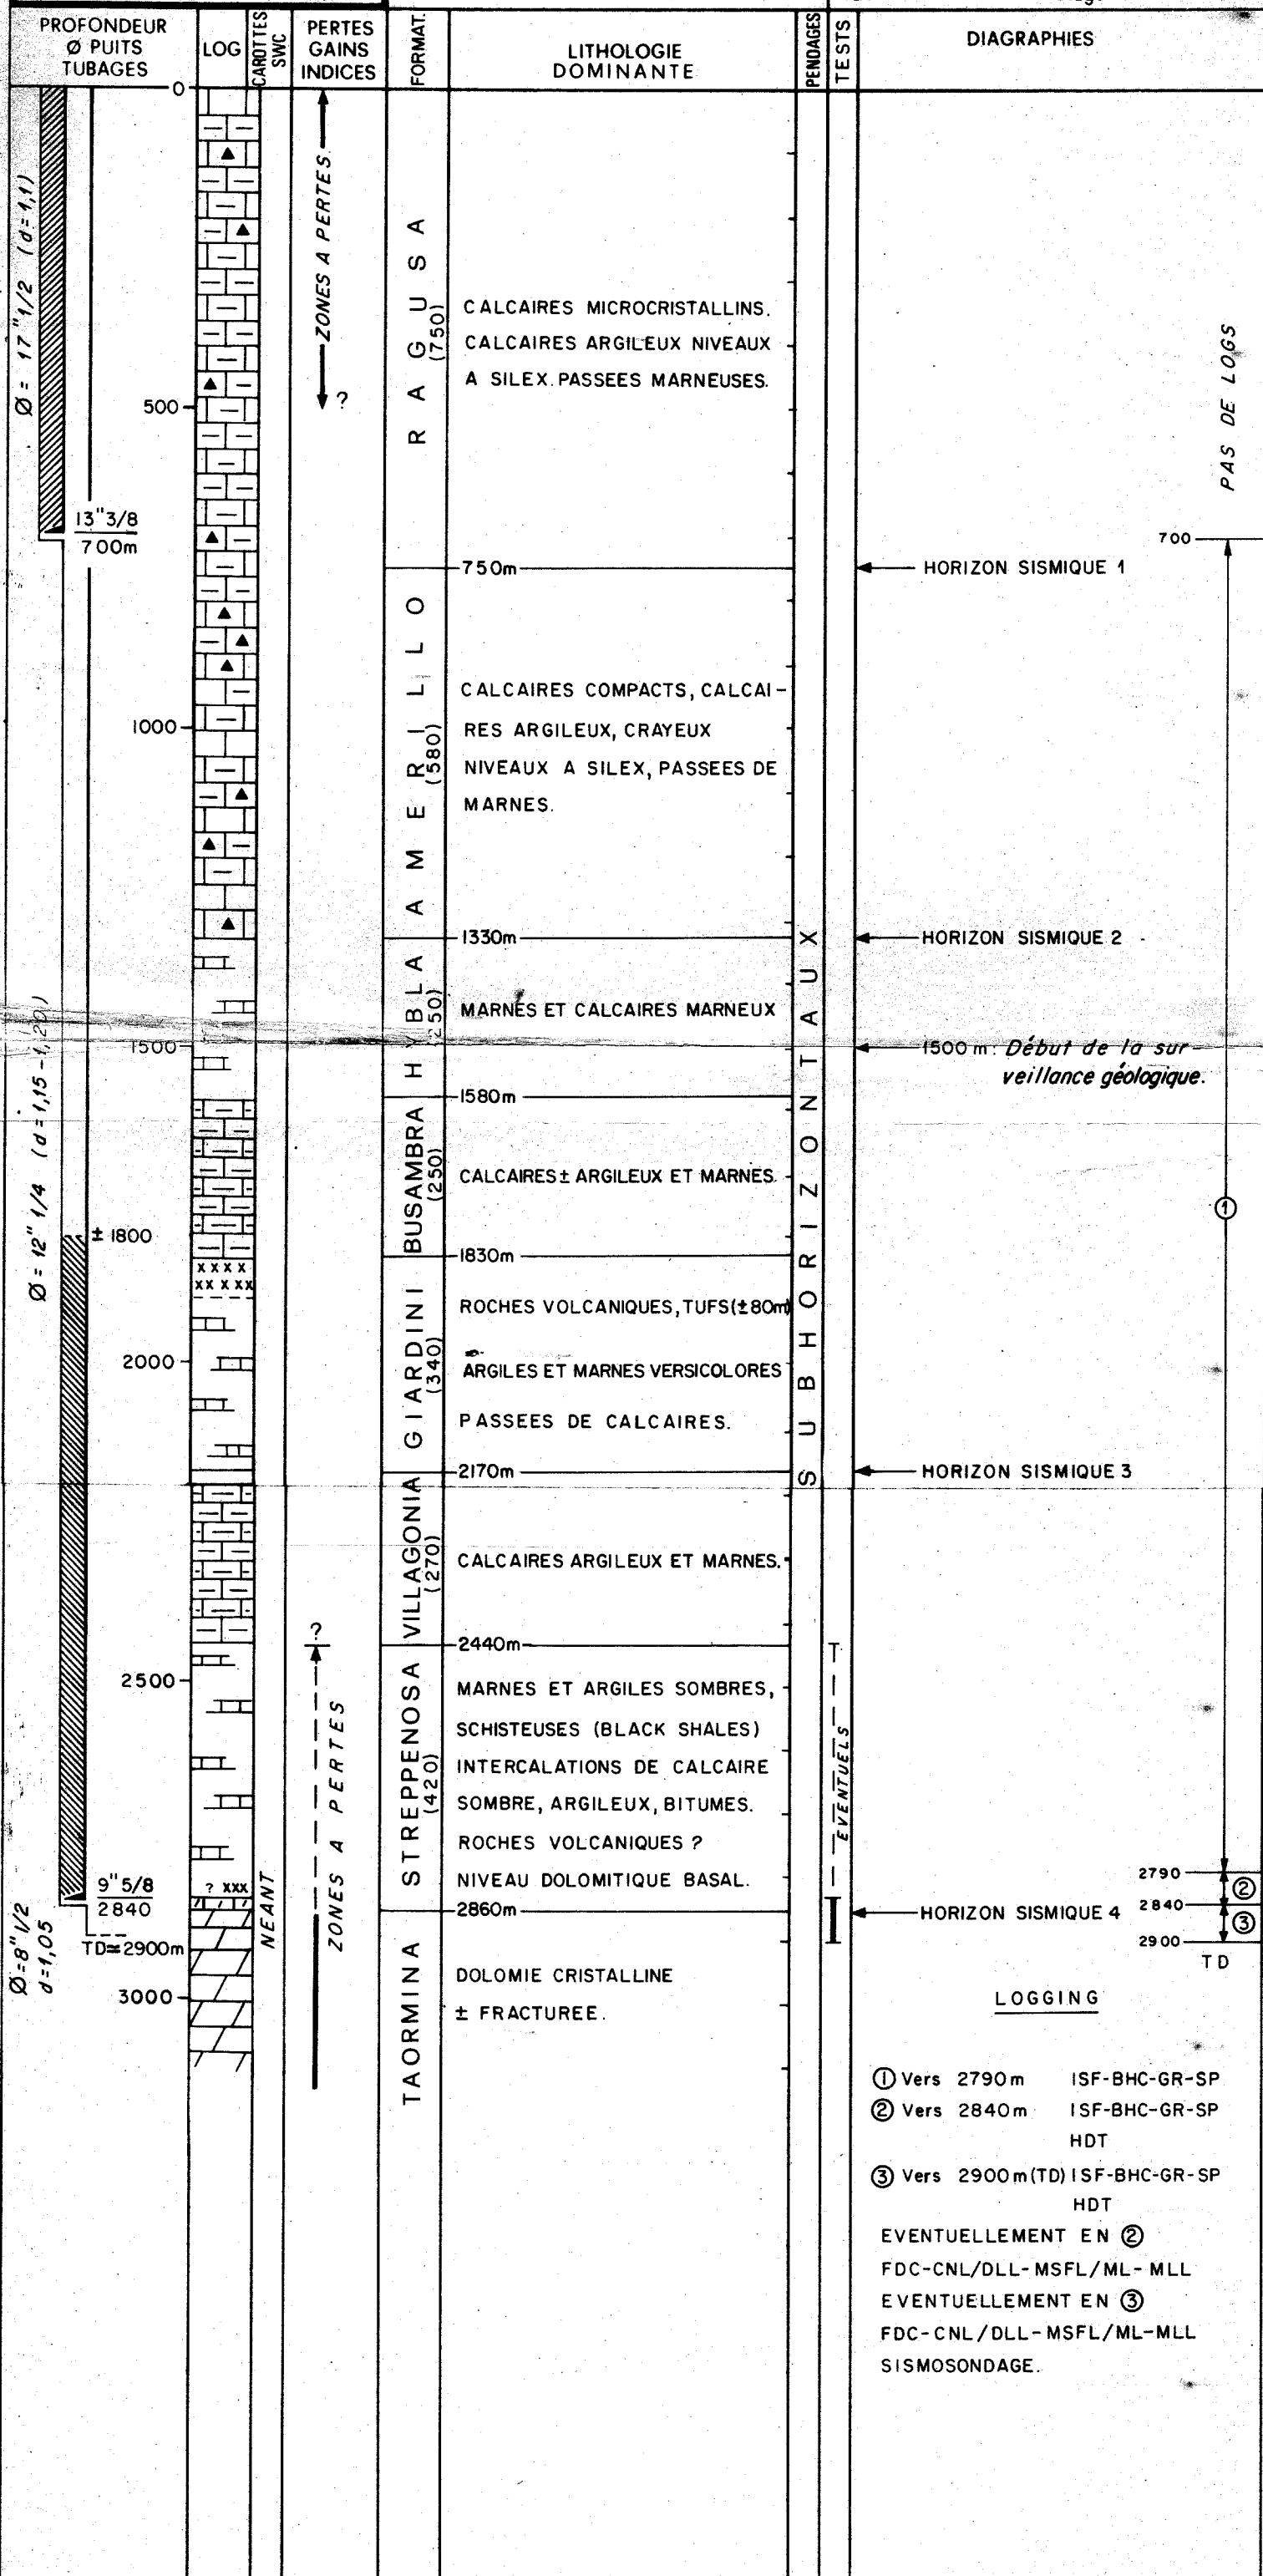 PROFONDEUR
Ø PUITS
TUBAGES
LOG
CAROTTES
SWC
PERTES
GAINS
INDICES
FORMAT.
LITHOLOGIE
DOMINANTE
PENDAGES
TESTS
DIAGRAPHIES
0
500
1000
1500
± 1800
2000
2500
3000
Ø = 17" 1/2 (d = 1,1)
13" 3/8
700m
Ø = 12" 1/4 (d = 1,15 - 1,20)
9" 5/8
2840
TD≃2900m
Ø=8" 1/2
d=1,05
? XXX
NEANT
ZONES A PERTES
?
?
ZONES A PERTES
RAGUSA
(750)
CALCAIRES MICROCRISTALLINS.
CALCAIRES ARGILEUX NIVEAUX
A SILEX. PASSEES MARNEUSES.
750m
AMERILLO
(580)
CALCAIRES COMPACTS, CALCAI-
RES ARGILEUX, CRAYEUX
NIVEAUX A SILEX, PASSEES DE
MARNES.
1330m
HYBLA
(250)
MARNES ET CALCAIRES MARNEUX
1580m
BUSAMBRA
(250)
CALCAIRES ± ARGILEUX ET MARNES.
1830m
XXXX
XX X XX
GIARDINI
(340)
ROCHES VOLCANIQUES, TUFS (±80m)
ARGILES ET MARNES VERSICOLORES
PASSEES DE CALCAIRES.
2170m
VILLAGONIA
(270)
CALCAIRES ARGILEUX ET MARNES.
2440m
STREPPENOSA
(420)
MARNES ET ARGILES SOMBRES,
SCHISTEUSES (BLACK SHALES)
INTERCALATIONS DE CALCAIRE
SOMBRE, ARGILEUX, BITUMES.
ROCHES VOLCANIQUES ?
NIVEAU DOLOMITIQUE BASAL.
2860m
TAORMINA
DOLOMIE CRISTALLINE
± FRACTUREE.
SUBHORIZONTAUX
EVENTUELS
PAS DE LOGS
700
HORIZON SISMIQUE 1
HORIZON SISMIQUE 2
1500 m: Début de la sur-
veillance géologique.
①
HORIZON SISMIQUE 3
HORIZON SISMIQUE 4
2790
②
2840
③
2900
TD
LOGGING
① Vers 2790m ISF-BHC-GR-SP
② Vers 2840m ISF-BHC-GR-SP
HDT
③ Vers 2900m(TD) ISF-BHC-GR-SP
HDT
EVENTUELLEMENT EN ②
FDC-CNL/DLL-MSFL/ML-MLL
EVENTUELLEMENT EN ③
FDC-CNL/DLL-MSFL/ML-MLL
SISMOSONDAGE.